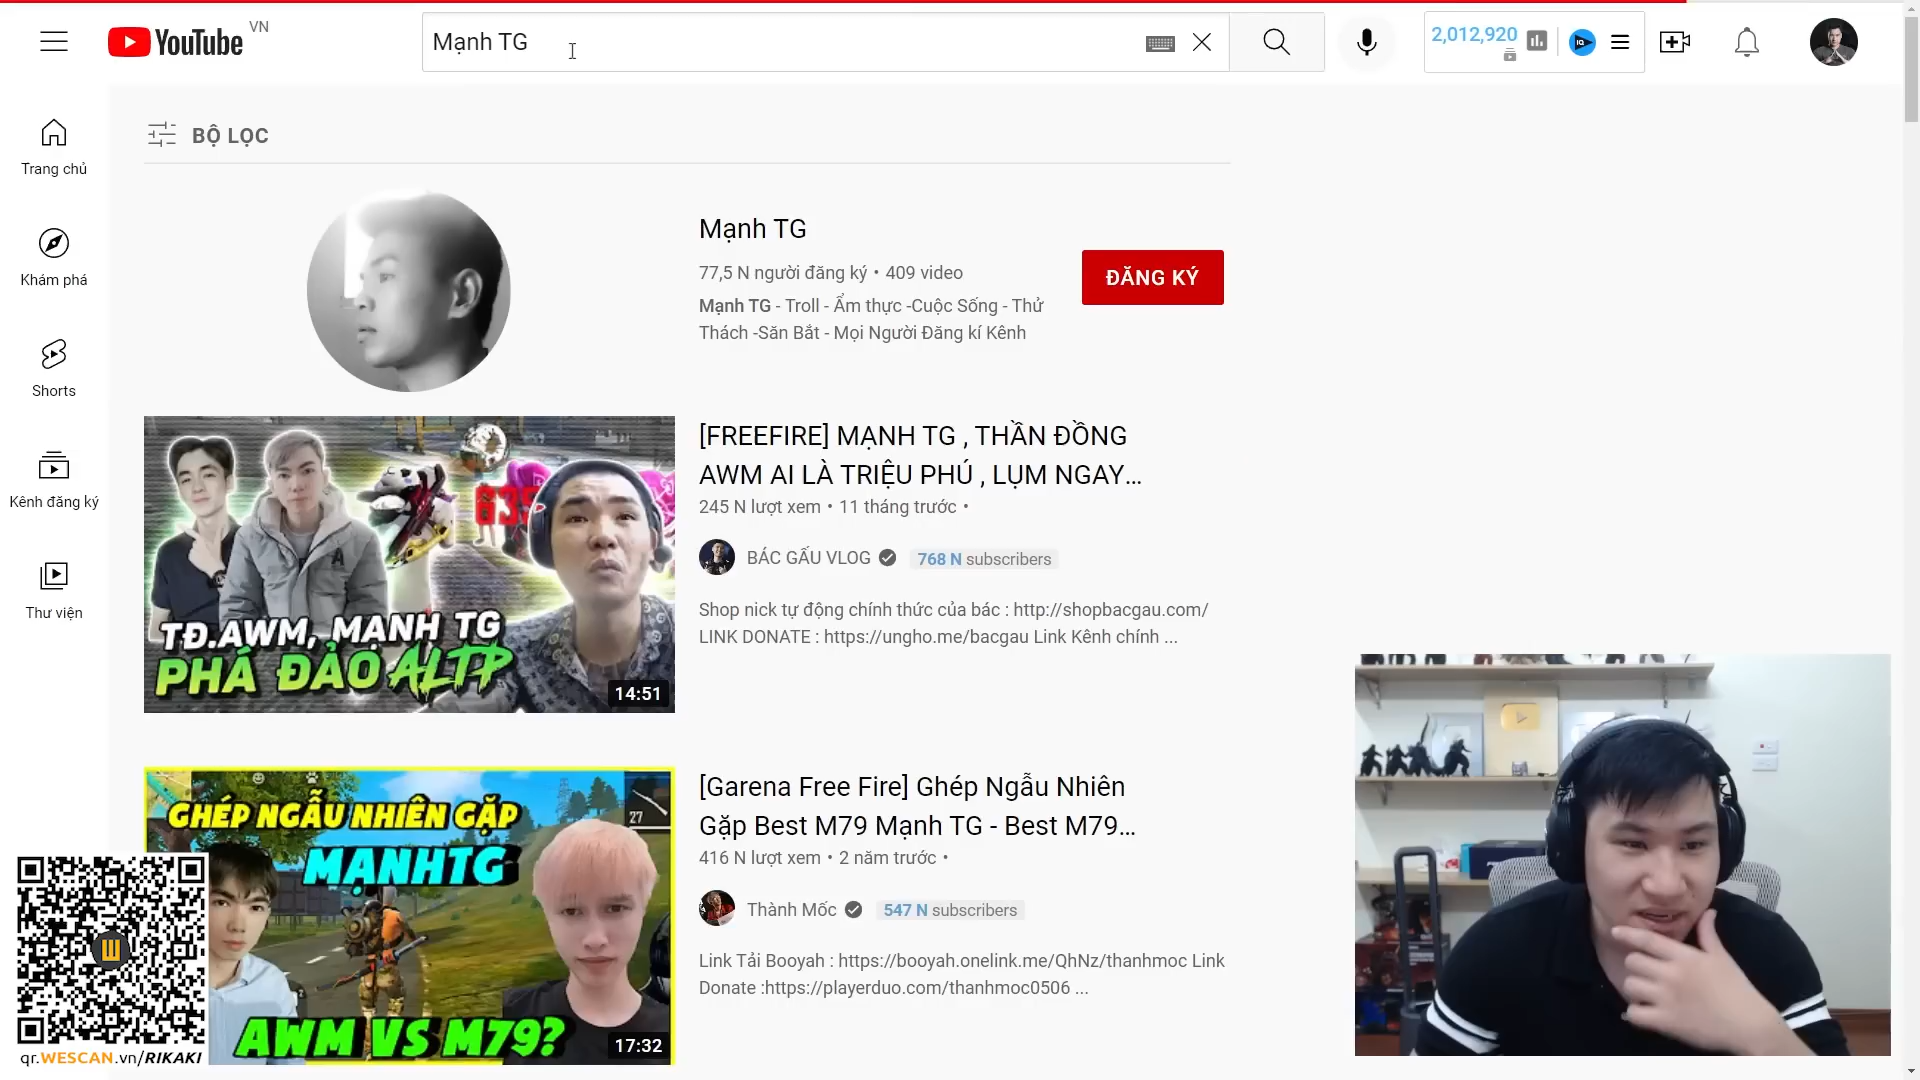 YouTube VN
Mạnh TG
2,012,920
IQ
Trang chủ
Khám phá
Shorts
Kênh đăng ký
Thư viện
BỘ LỌC
Mạnh TG
77,5 N người đăng ký • 409 video
Mạnh TG - Troll - Ẩm thực -Cuộc Sống - Thử
Thách -Săn Bắt - Mọi Người Đăng kí Kênh
ĐĂNG KÝ
TĐ.AWM, MẠNH TG
PHÁ ĐẢO ALTP
14:51
[FREEFIRE] MẠNH TG , THẦN ĐỒNG
AWM AI LÀ TRIỆU PHÚ , LỤM NGAY...
245 N lượt xem • 11 tháng trước •
BÁC GẤU VLOG
768 N subscribers
Shop nick tự động chính thức của bác : http://shopbacgau.com/
LINK DONATE : https://ungho.me/bacgau Link Kênh chính ...
GHÉP NGẪU NHIÊN GẶP
MẠNHTG
27
AWM VS M79?
17:32
[Garena Free Fire] Ghép Ngẫu Nhiên
Gặp Best M79 Mạnh TG - Best M79...
416 N lượt xem • 2 năm trước •
Thành Mốc
547 N subscribers
Link Tải Booyah : https://booyah.onelink.me/QhNz/thanhmoc Link
Donate :https://playerduo.com/thanhmoc0506 ...
qr.WESCAN.vn/RIKAKI